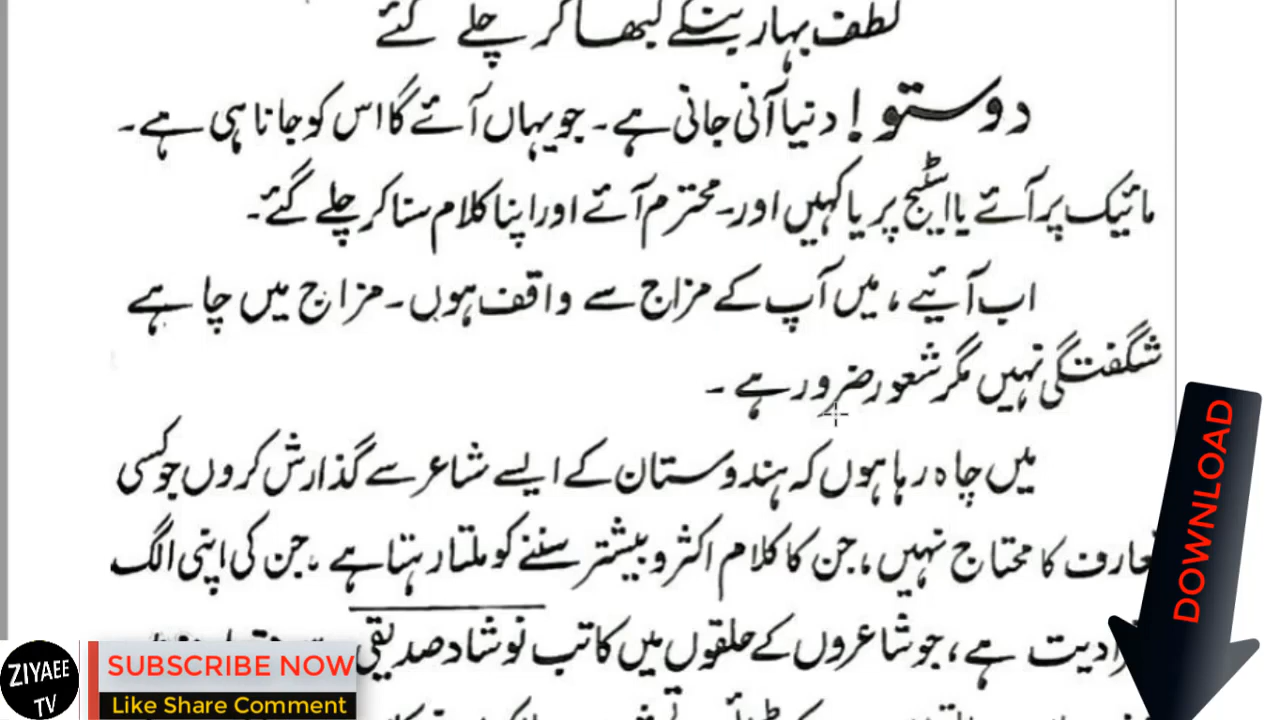 لطف بہار بنکے لبھا کر چلے گئے
دوستو! دنیا آنی جانی ہے۔ جو یہاں آئے گا اس کو جانا ہی ہے۔
مائیک پر آئے یا اسٹیج پر یا کہیں اور۔ محترم آئے اور اپنا کلام سنا کر چلے گئے۔
اب آئیے، میں آپ کے مزاج سے واقف ہوں۔ مزاج میں چاہے
شگفتگی نہیں مگر شعور ضرور ہے۔
میں چاہ رہا ہوں کہ ہندوستان کے ایسے شاعر سے گذارش کروں جو کسی
تعارف کا محتاج نہیں، جن کا کلام اکثر و بیشتر سننے کو ملتا رہتا ہے، جن کی اپنی الگ
ہے، جو شاعروں کے حلقوں میں کاتب نوشاد صدیقی
DOWNLOAD
ZIYAEE TV
SUBSCRIBE NOW
Like Share Comment